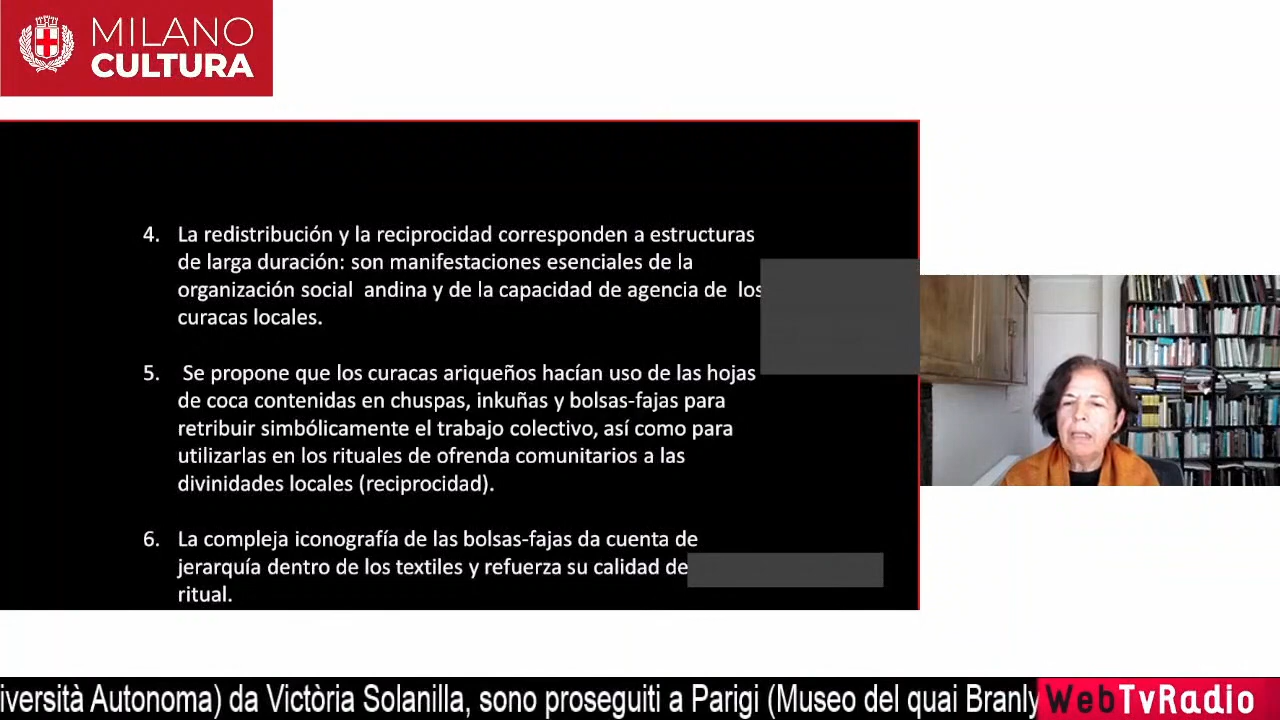 MILANO
CULTURA
4. La redistribución y la reciprocidad corresponden a estructuras
de larga duración: son manifestaciones esenciales de la
organización social andina y de la capacidad de agencia de los
curacas locales.
5. Se propone que los curacas ariqueños hacían uso de las hojas
de coca contenidas en chuspas, inkuñas y bolsas-fajas para
retribuir simbólicamente el trabajo colectivo, así como para
utilizarlas en los rituales de ofrenda comunitarios a las
divinidades locales (reciprocidad).
6. La compleja iconografía de las bolsas-fajas da cuenta de
jerarquía dentro de los textiles y refuerza su calidad de
ritual.
iversità Autonoma) da Victòria Solanilla, sono proseguiti a Parigi (Museo del quai Branly
WebTvRadio